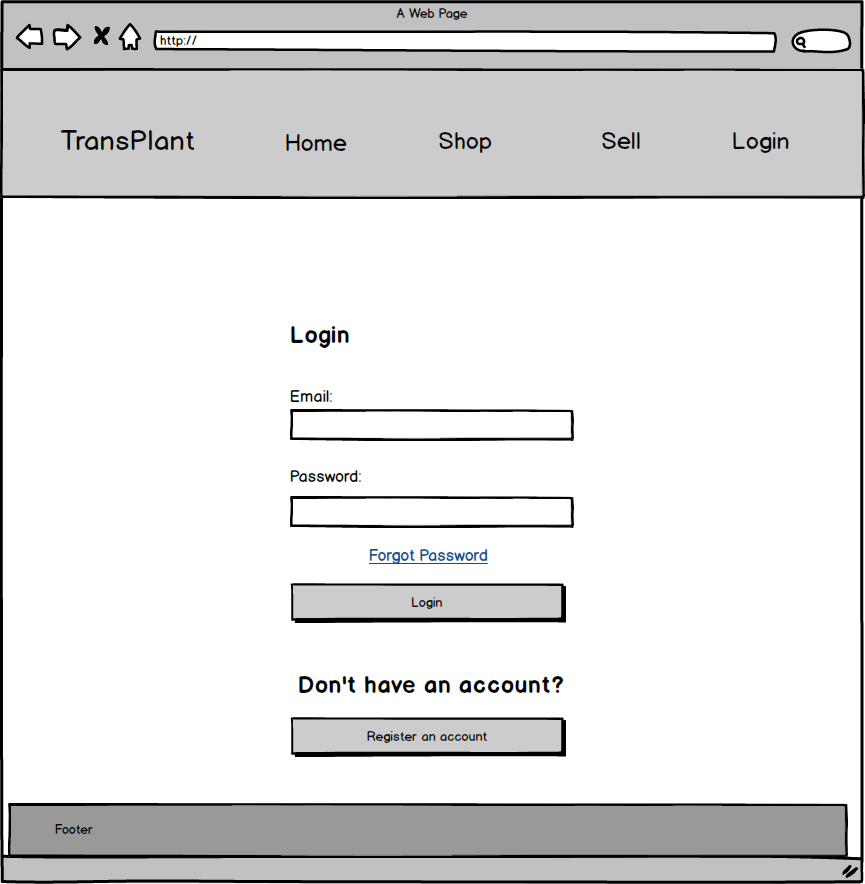 A Web Page
http://
TransPlant Home Shop Sell Login
Login
Email:
Password:
Forgot Password
Login
Don't have an account?
Register an account
Footer